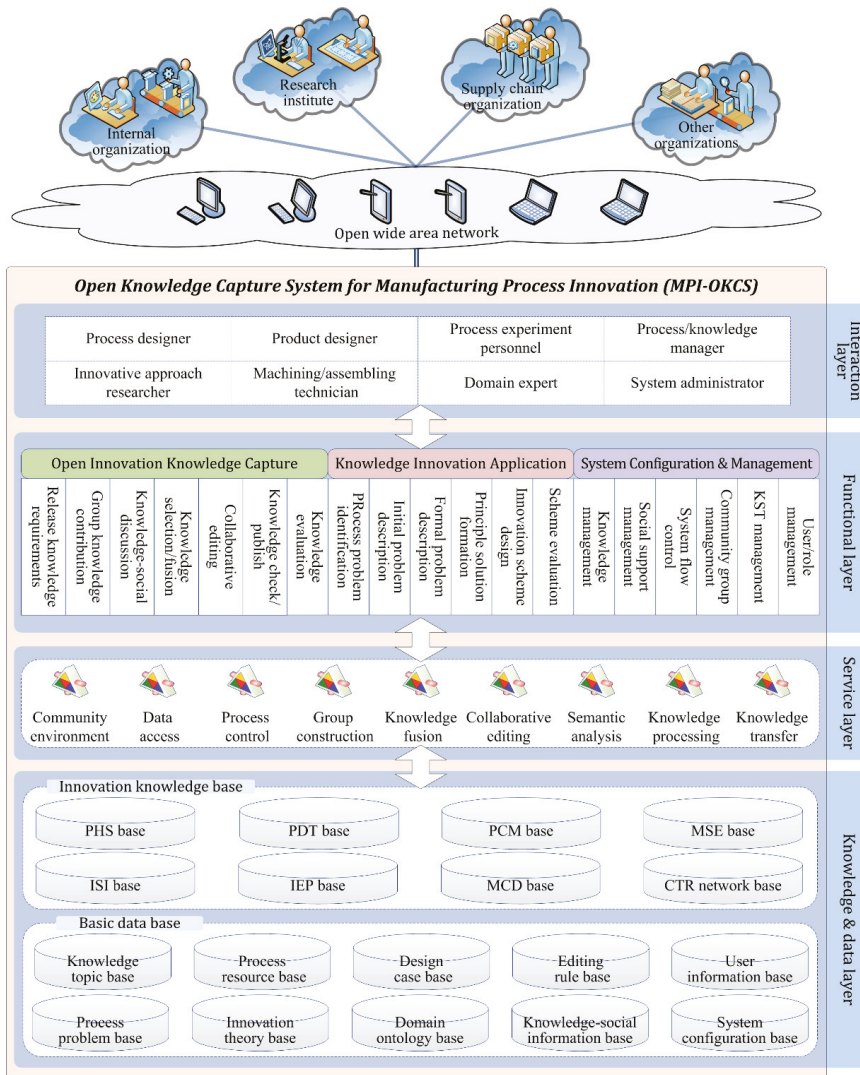 Internal
organization
Research
institute
Supply chain
organization
Other
organizations
Open wide area network
Open Knowledge Capture System for Manufacturing Process Innovation (MPI-OKCS)
Process designer
Product designer
Process experiment
personnel
Process/knowledge
manager
Innovative approach
researcher
Machining/assembling
technician
Domain expert
System administrator
Interaction
layer
Open Innovation Knowledge Capture
Knowledge Innovation Application
System Configuration & Management
Release knowledge
requirements
Group knowledge
contribution
Knowledge-social
discussion
Knowledge
selection/fusion
Collaborative
editing
Knowledge check/
publish
Knowledge
evaluation
PRocess problem
identification
Initial problem
description
Formal problem
description
Principle solution
formation
Innovation scheme
design
Scheme evaluation
Knowledge
management
Social support
management
System flow
control
Community group
management
KST management
User/role
management
Functional layer
Community
environment
Data
access
Process
control
Group
construction
Knowledge
fusion
Collaborative
editing
Semantic
analysis
Knowledge
processing
Knowledge
transfer
Service layer
Innovation knowledge base
PHS base
PDT base
PCM base
MSE base
ISI base
IEP base
MCD base
CTR network base
Basic data base
Knowledge
topic base
Process
resource base
Design
case base
Editing
rule base
User
information base
Process
problem base
Innovation
theory base
Domain
ontology base
Knowledge-social
information base
System
configuration base
Knowledge & data layer